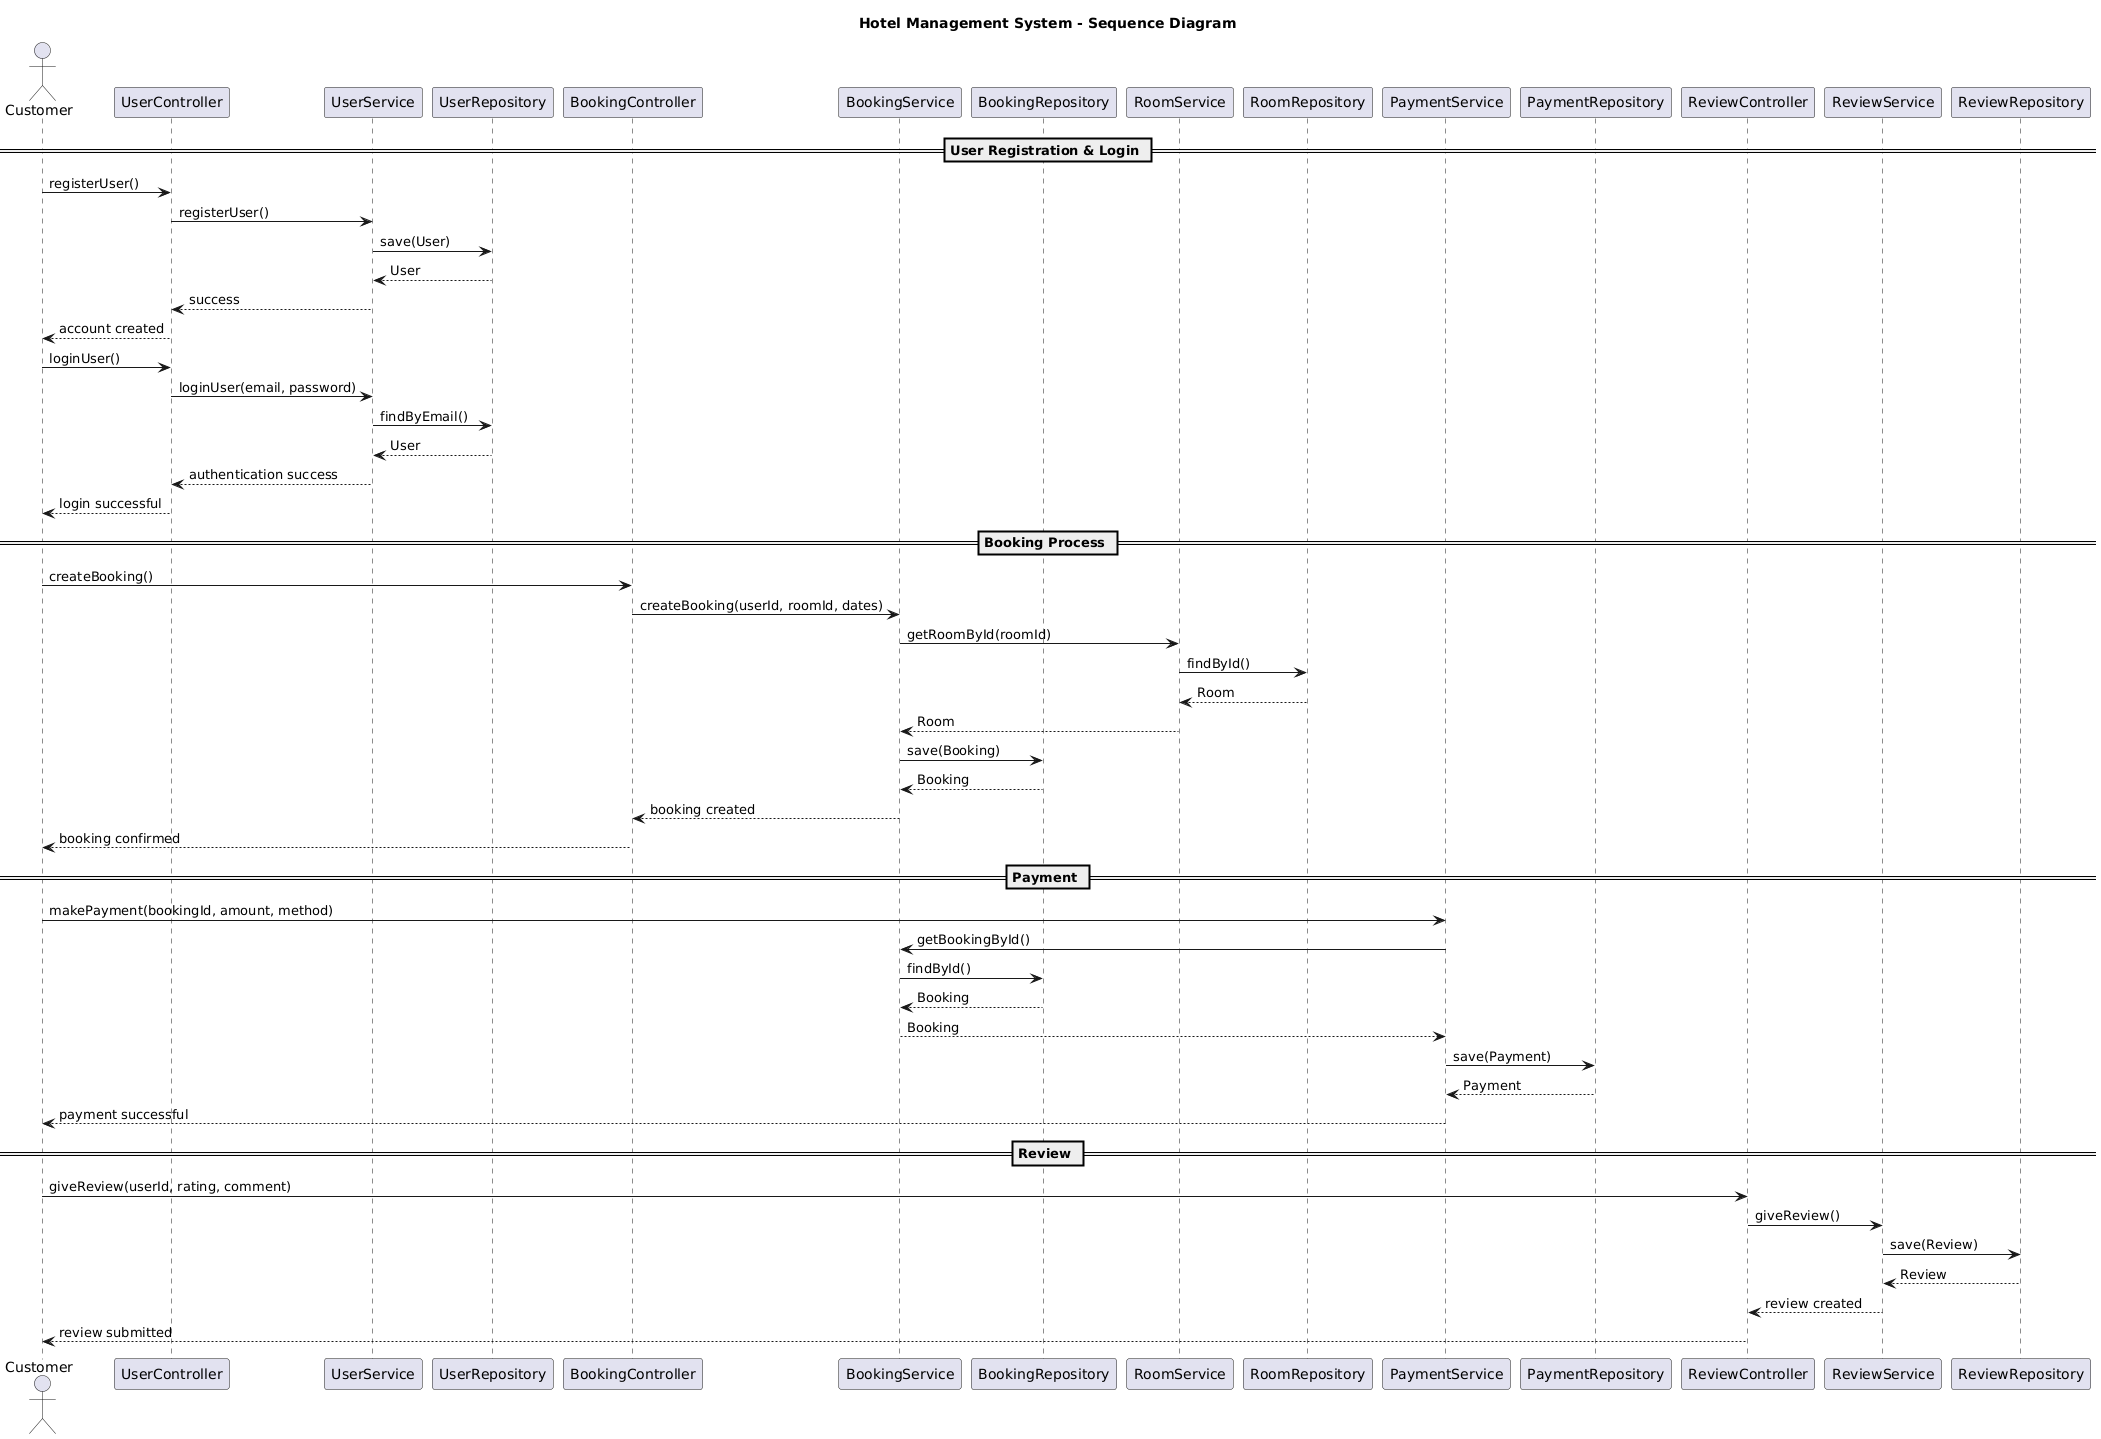 Hotel Management System - Sequence Diagram
Customer
UserController
UserService
UserRepository
BookingController
BookingService
BookingRepository
RoomService
RoomRepository
PaymentService
PaymentRepository
ReviewController
ReviewService
ReviewRepository
User Registration & Login
registerUser()
registerUser()
save(User)
User
success
account created
loginUser()
loginUser(email, password)
findByEmail()
User
authentication success
login successful
Booking Process
createBooking()
createBooking(userId, roomId, dates)
getRoomById(roomId)
findById()
Room
Room
save(Booking)
Booking
booking created
booking confirmed
Payment
makePayment(bookingId, amount, method)
getBookingById()
findById()
Booking
Booking
save(Payment)
Payment
payment successful
Review
giveReview(userId, rating, comment)
giveReview()
save(Review)
Review
review created
review submitted
Customer
UserController
UserService
UserRepository
BookingController
BookingService
BookingRepository
RoomService
RoomRepository
PaymentService
PaymentRepository
ReviewController
ReviewService
ReviewRepository